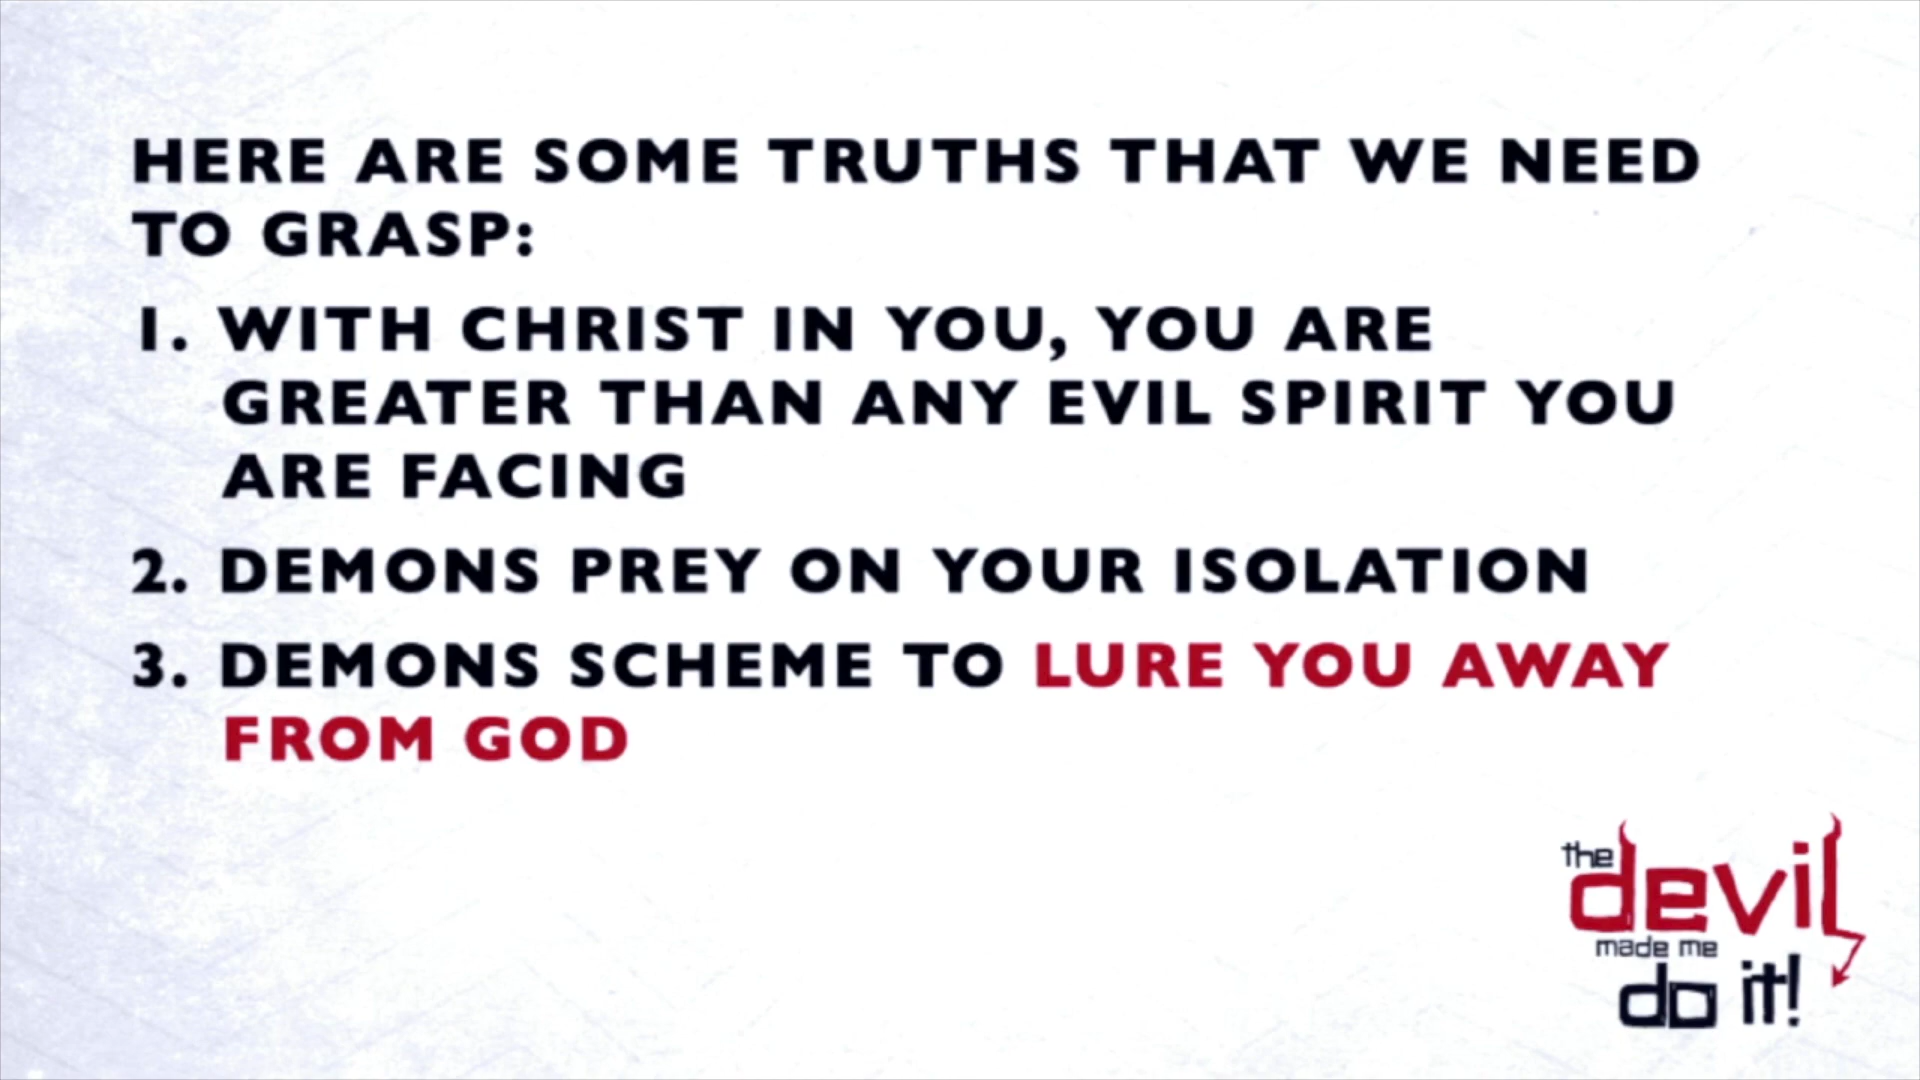 HERE ARE SOME TRUTHS THAT WE NEED
TO GRASP:
1. WITH CHRIST IN YOU, YOU ARE
GREATER THAN ANY EVIL SPIRIT YOU
ARE FACING
2. DEMONS PREY ON YOUR ISOLATION
3. DEMONS SCHEME TO LURE YOU AWAY
FROM GOD
the
devil
made me
do it!